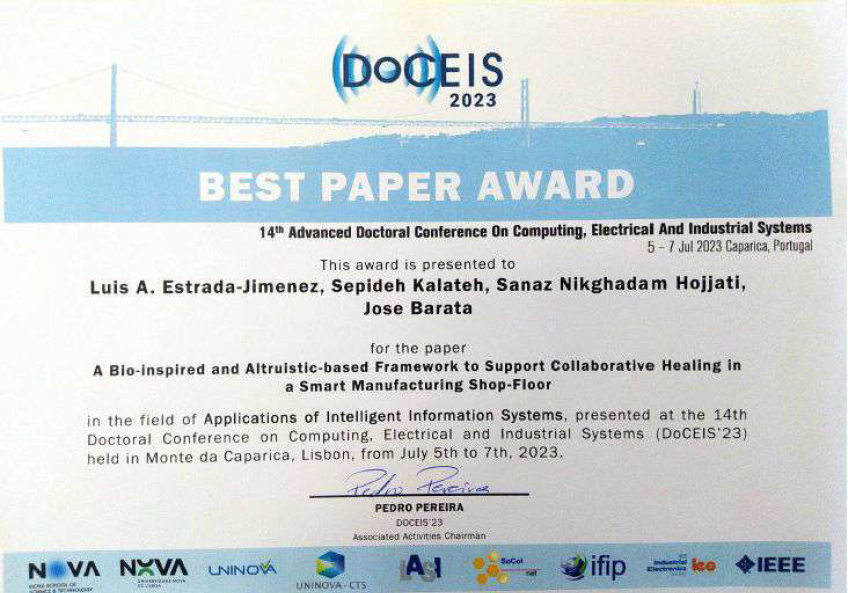 DoCEIS
2023
BEST PAPER AWARD
14th Advanced Doctoral Conference On Computing, Electrical And Industrial Systems
5 – 7 Jul 2023 Caparica, Portugal
This award is presented to
Luis A. Estrada-Jimenez, Sepideh Kalateh, Sanaz Nikghadam Hojjati,
Jose Barata
for the paper
A Bio-inspired and Altruistic-based Framework to Support Collaborative Healing in
a Smart Manufacturing Shop-Floor
in the field of Applications of Intelligent Information Systems, presented at the 14th
Doctoral Conference on Computing, Electrical and Industrial Systems (DoCEIS'23)
held in Monte da Caparica, Lisbon, from July 5th to 7th, 2023.
Pedro Pereira
PEDRO PEREIRA
DOCEIS'23
Associated Activities Chairman
NOVA NOVA UNINOVA UNINOVA - CTS LASI SoCol net ifip Industrial Electronics ieee IEEE
NOVA SCHOOL OF
SCIENCE & TECHNOLOGY
UNIVERSIDADE NOVA
DE LISBOA